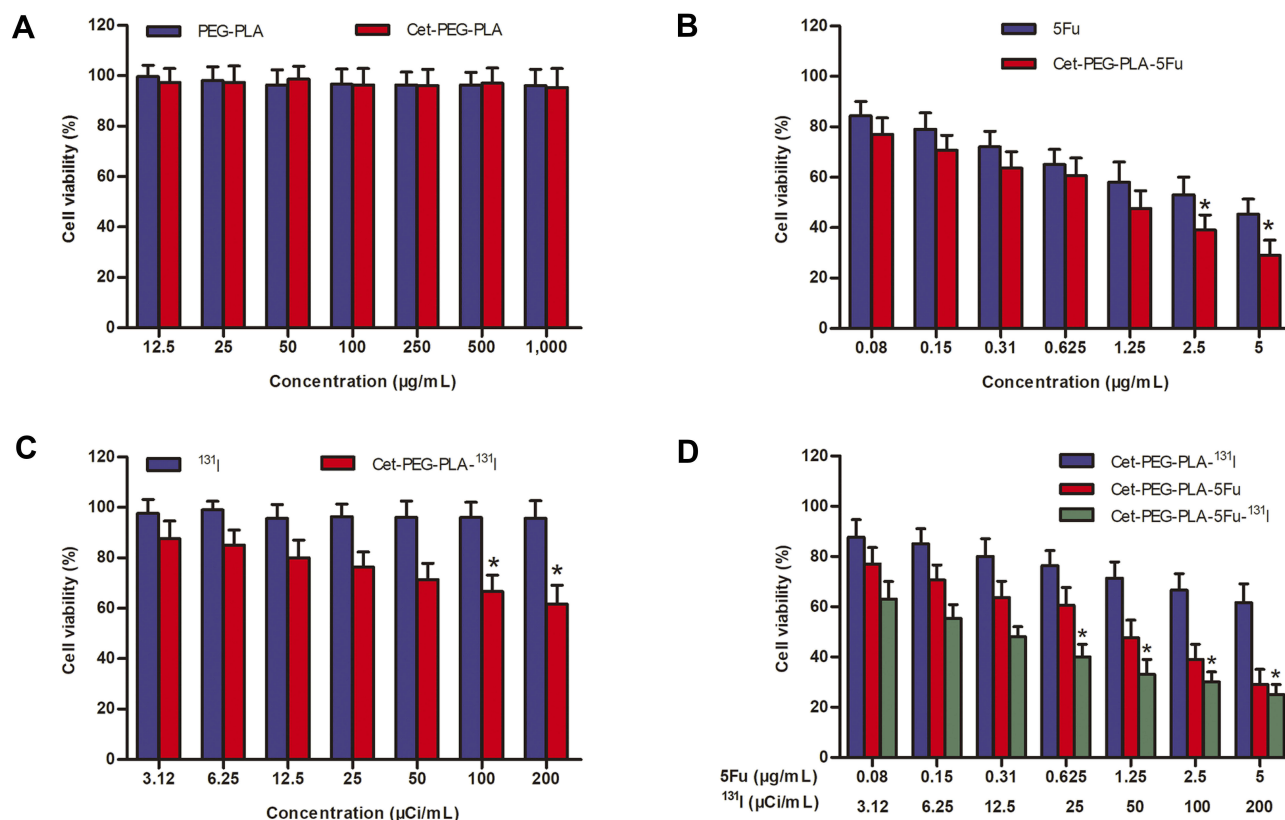 A
PEG-PLA
Cet-PEG-PLA
Cell viability (%)
120
100
80
60
40
20
0
12.5 25 50 100 250 500 1,000
Concentration (µg/mL)
B
5Fu
Cet-PEG-PLA-5Fu
Cell viability (%)
120
100
80
60
40
20
0
* *
0.08 0.15 0.31 0.625 1.25 2.5 5
Concentration (µg/mL)
C
¹³¹I
Cet-PEG-PLA-¹³¹I
Cell viability (%)
120
100
80
60
40
20
0
* *
3.12 6.25 12.5 25 50 100 200
Concentration (µCi/mL)
D
Cet-PEG-PLA-¹³¹I
Cet-PEG-PLA-5Fu
Cet-PEG-PLA-5Fu-¹³¹I
Cell viability (%)
120
100
80
60
40
20
0
* * * *
5Fu (µg/mL) 0.08 0.15 0.31 0.625 1.25 2.5 5
¹³¹I (µCi/mL) 3.12 6.25 12.5 25 50 100 200